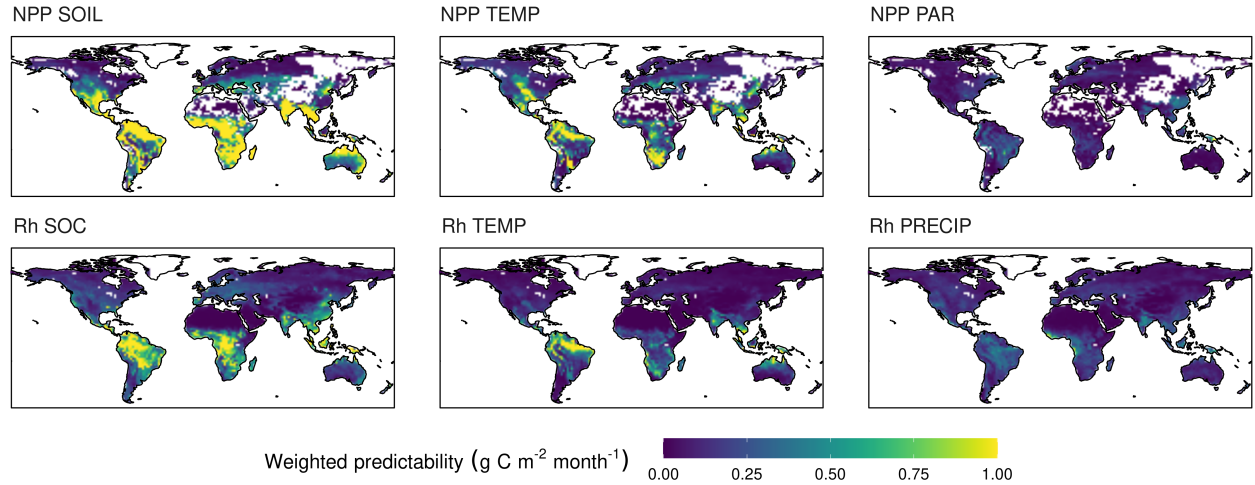 NPP SOIL
NPP TEMP
NPP PAR
Rh SOC
Rh TEMP
Rh PRECIP
Weighted predictability (g C m⁻² month⁻¹)
0.00 0.25 0.50 0.75 1.00